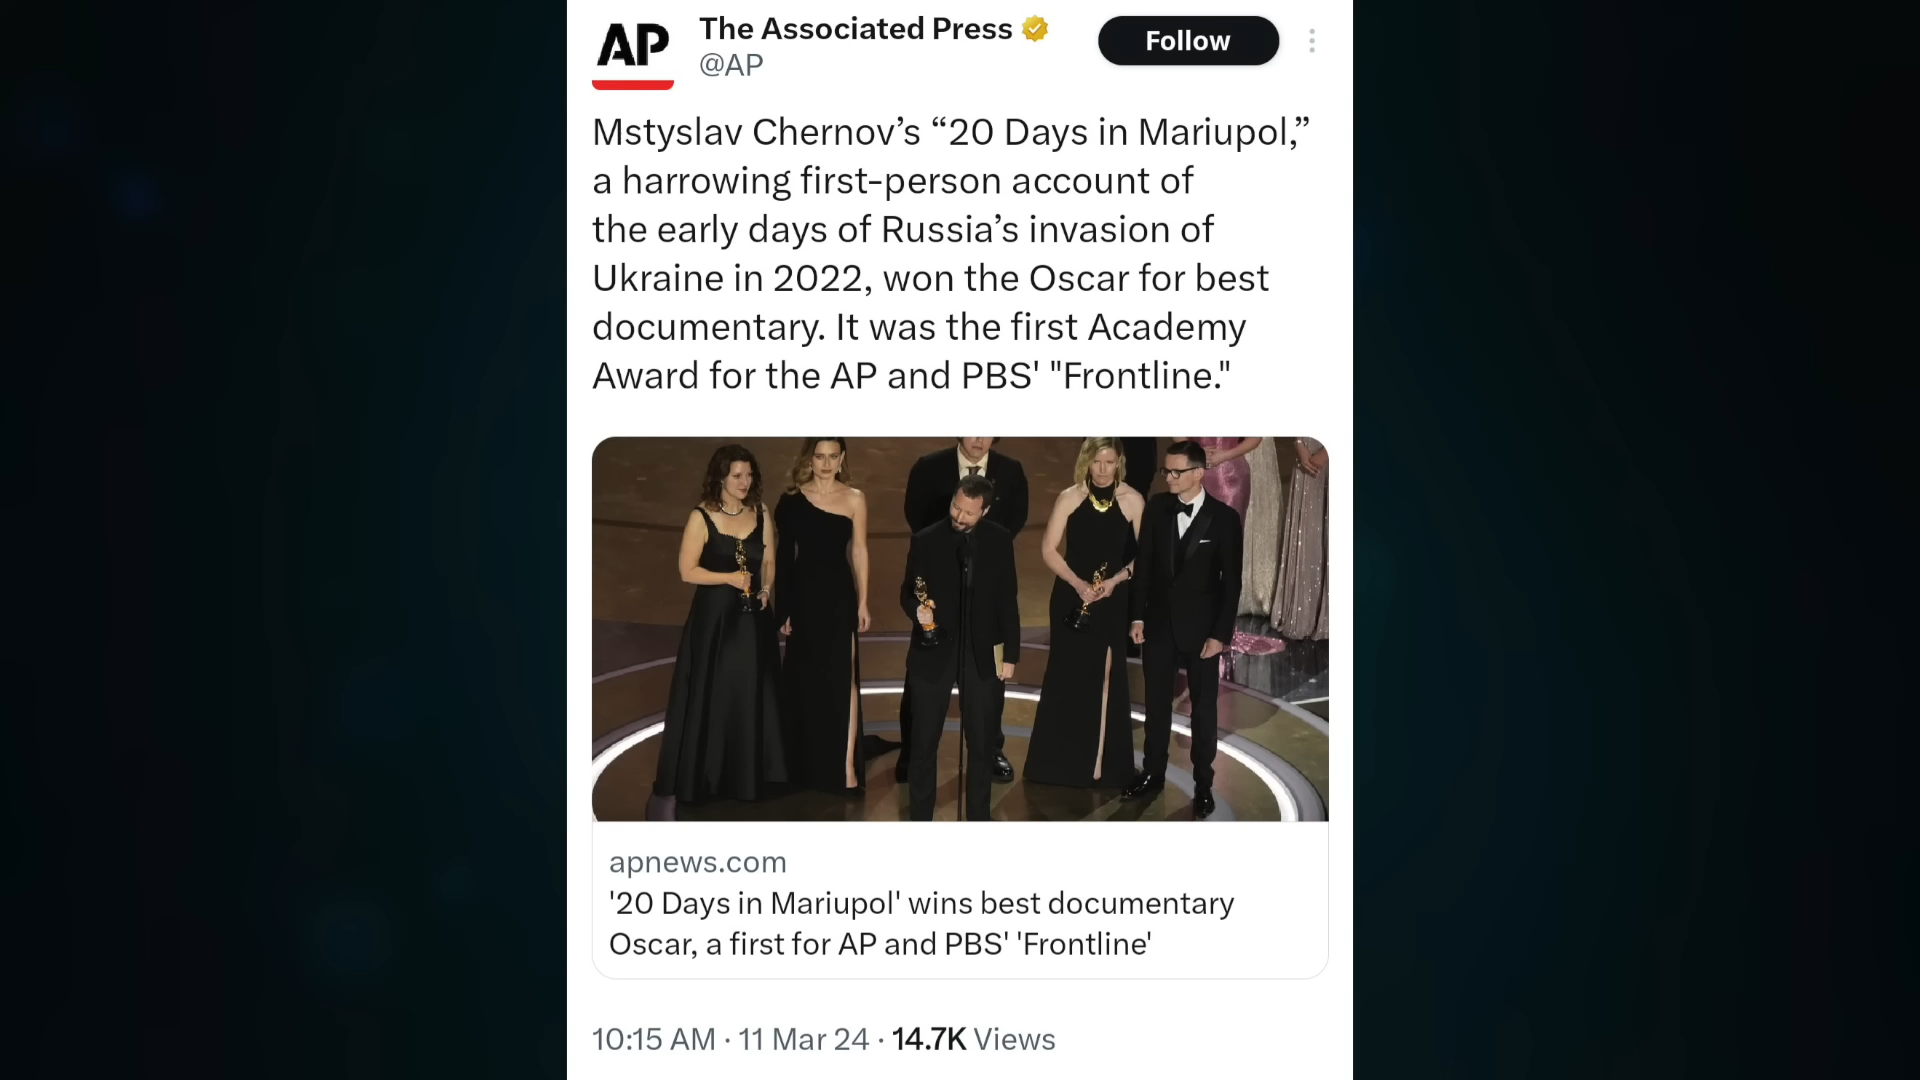 AP
The Associated Press
@AP
Follow
Mstyslav Chernov’s “20 Days in Mariupol,”
a harrowing first-person account of
the early days of Russia’s invasion of
Ukraine in 2022, won the Oscar for best
documentary. It was the first Academy
Award for the AP and PBS' "Frontline."
apnews.com
'20 Days in Mariupol' wins best documentary
Oscar, a first for AP and PBS' 'Frontline'
10:15 AM · 11 Mar 24 · 14.7K Views